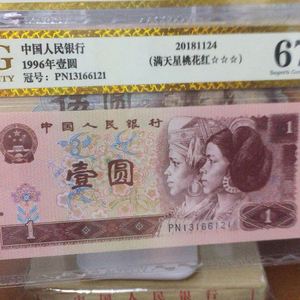 G
中国人民银行
20181124
67
1996年壹圆
(满天星桃花红☆☆☆)
冠号：PN13166121
中国人民银行
壹圆
1
1
PN13166121